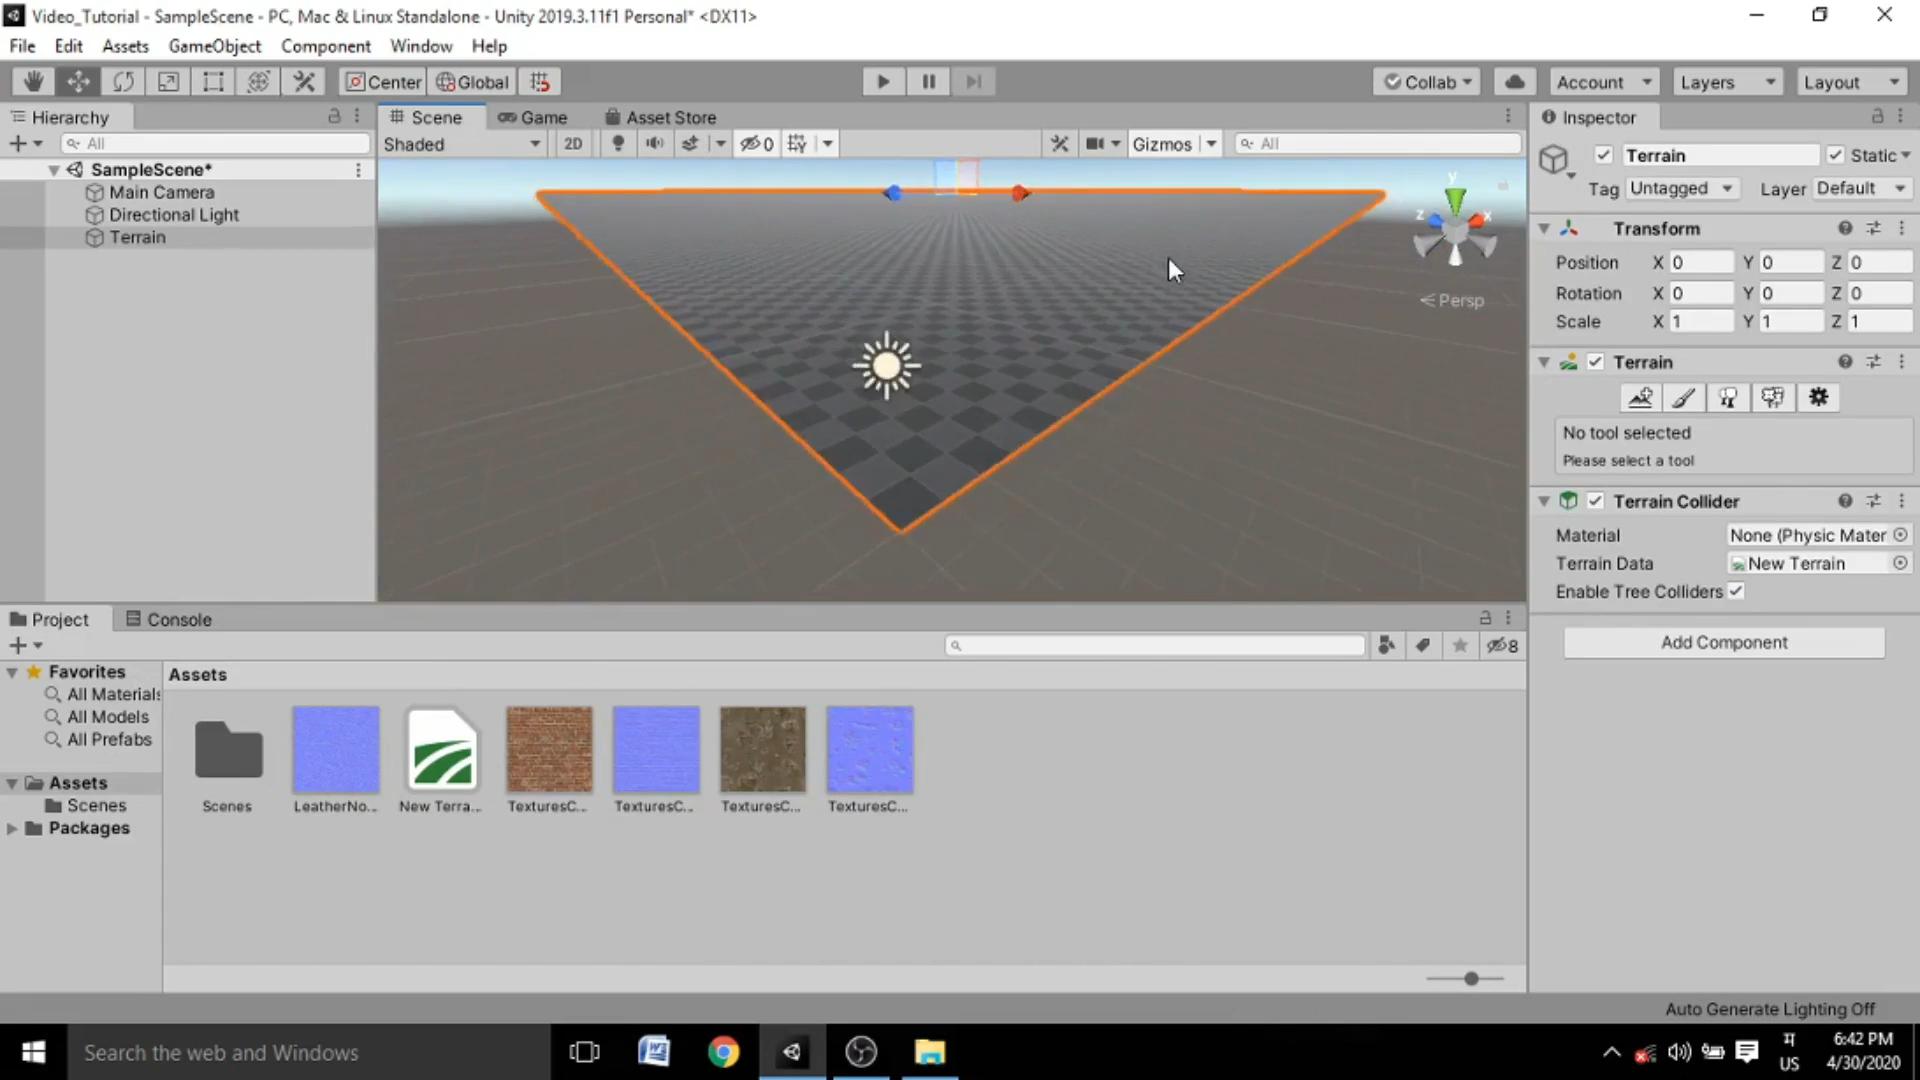 Video_Tutorial - SampleScene - PC, Mac & Linux Standalone - Unity 2019.3.11f1 Personal* <DX11>
File Edit Assets GameObject Component Window Help
Center Global Collab Account Layers Layout
Hierarchy
All
SampleScene*
Main Camera
Directional Light
Terrain
Scene Game Asset Store
Shaded 2D 0 Gizmos All
y
z x
Persp
Inspector
Terrain Static
Tag Untagged Layer Default
Transform
Position X 0 Y 0 Z 0
Rotation X 0 Y 0 Z 0
Scale X 1 Y 1 Z 1
Terrain
No tool selected
Please select a tool
Terrain Collider
Material None (Physic Mater
Terrain Data New Terrain
Enable Tree Colliders
Add Component
Project Console
8
Favorites
All Materials
All Models
All Prefabs
Assets
Scenes
Packages
Assets
Scenes LeatherNo... New Terra... TexturesC... TexturesC... TexturesC... TexturesC...
Auto Generate Lighting Off
Search the web and Windows
US
6:42 PM
4/30/2020